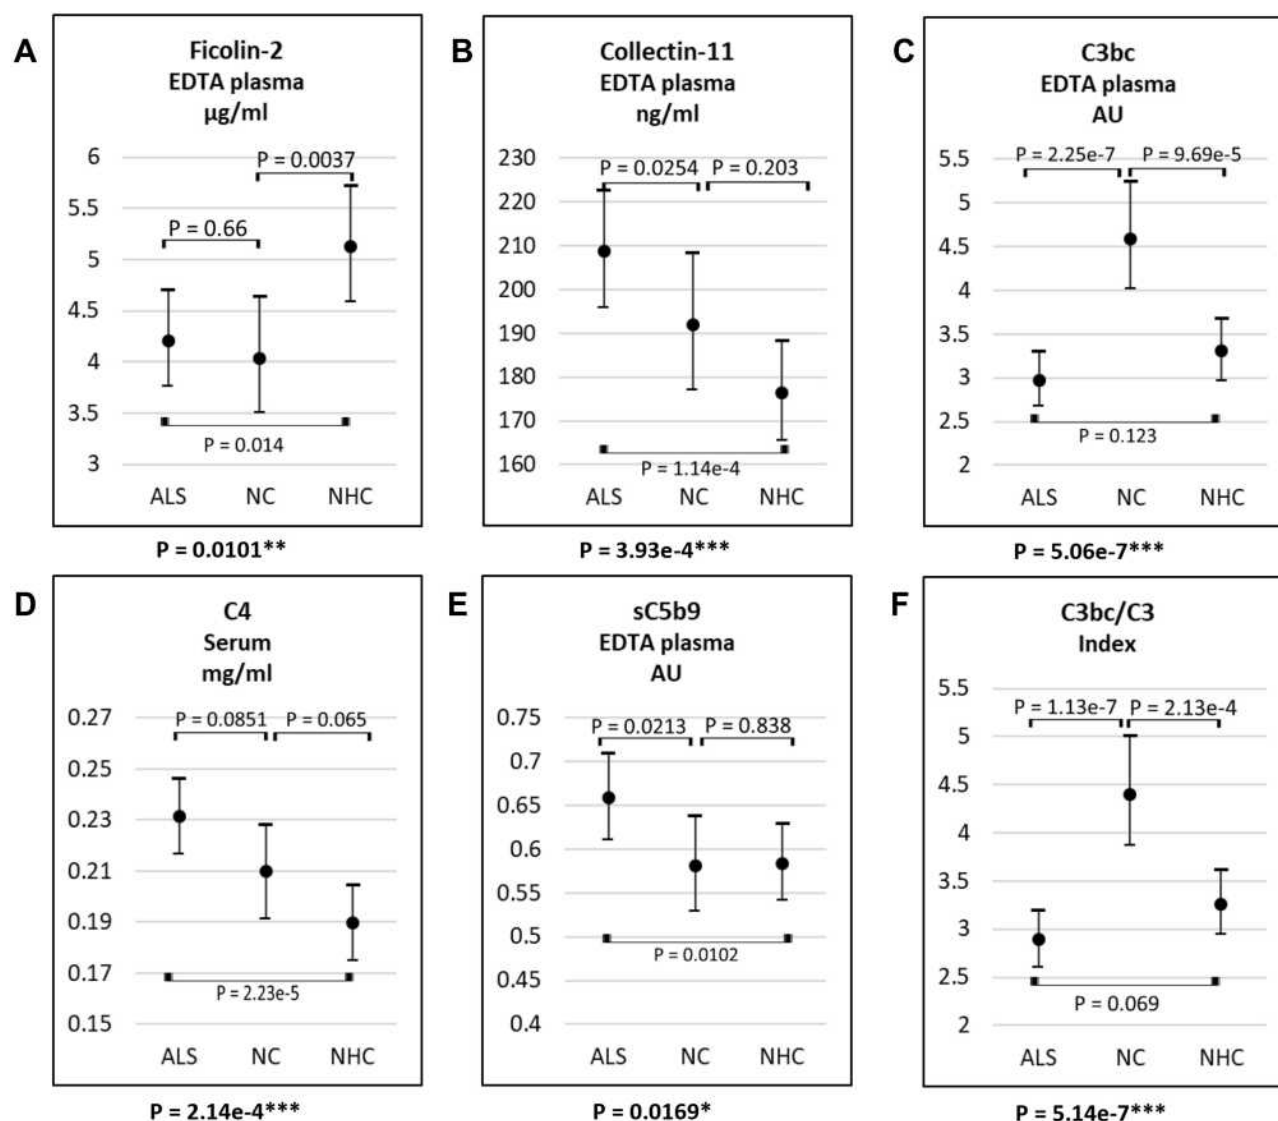 A
Ficolin-2
EDTA plasma
µg/ml
P = 0.0037
P = 0.66
6
5.5
5
4.5
4
3.5
3
P = 0.014
ALS NC NHC
P = 0.0101**
B
Collectin-11
EDTA plasma
ng/ml
P = 0.0254 P = 0.203
230
220
210
200
190
180
170
160
P = 1.14e-4
ALS NC NHC
P = 3.93e-4***
C
C3bc
EDTA plasma
AU
P = 2.25e-7 P = 9.69e-5
5.5
5
4.5
4
3.5
3
2.5
2
P = 0.123
ALS NC NHC
P = 5.06e-7***
D
C4
Serum
mg/ml
P = 0.0851 P = 0.065
0.27
0.25
0.23
0.21
0.19
0.17
0.15
P = 2.23e-5
ALS NC NHC
P = 2.14e-4***
E
sC5b9
EDTA plasma
AU
P = 0.0213 P = 0.838
0.75
0.7
0.65
0.6
0.55
0.5
0.45
0.4
P = 0.0102
ALS NC NHC
P = 0.0169*
F
C3bc/C3
Index
P = 1.13e-7 P = 2.13e-4
5.5
5
4.5
4
3.5
3
2.5
2
P = 0.069
ALS NC NHC
P = 5.14e-7***